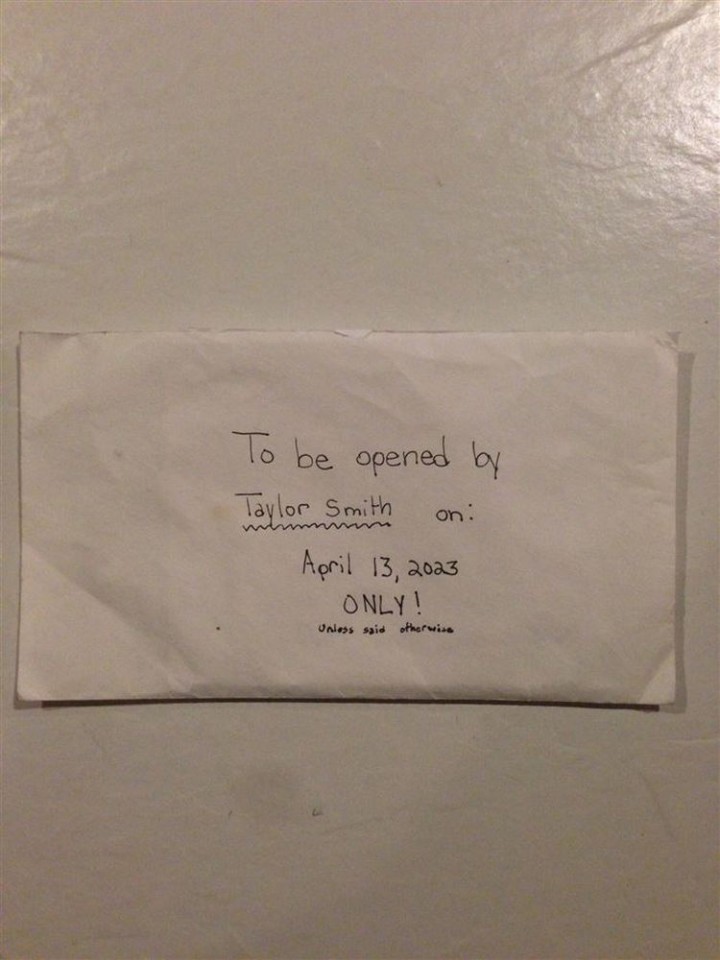 To be opened by
Taylor Smith on:
April 13, 2023
ONLY!
unless said otherwise